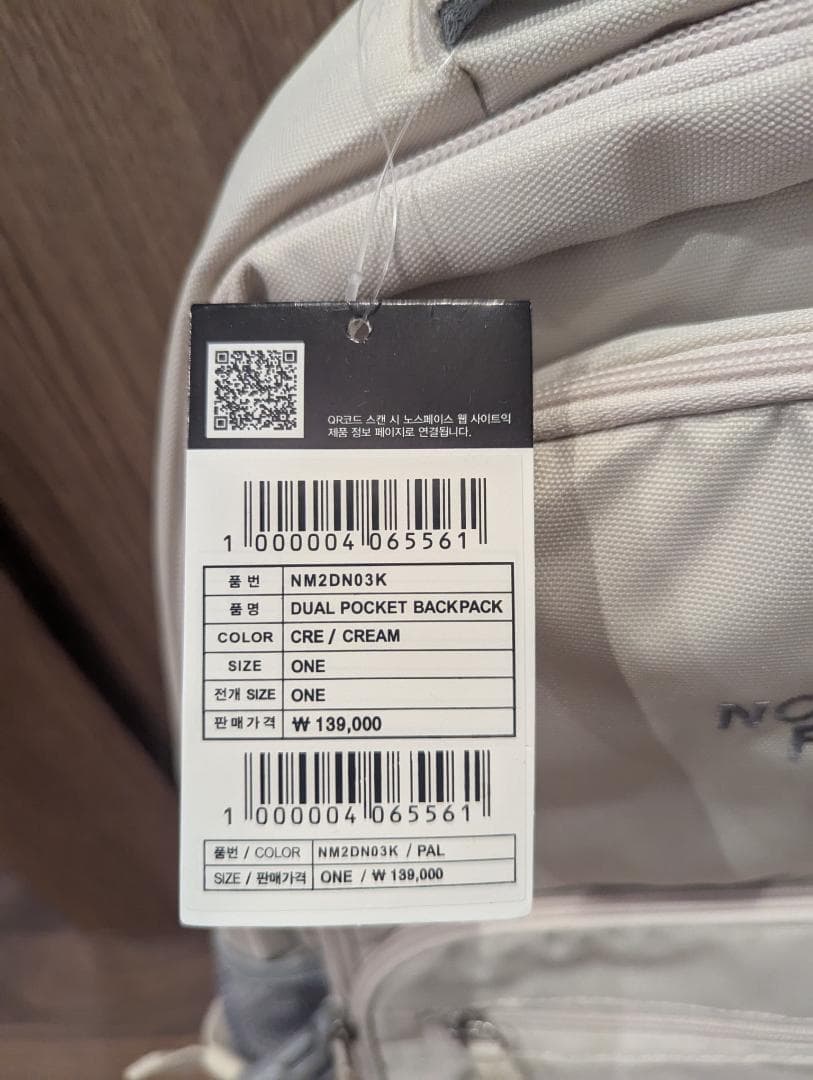 QR코드 스캔 시 노스페이스 웹 사이트의
제품 정보 페이지로 연결됩니다.
1 000004 065561
품 번 NM2DN03K
품 명 DUAL POCKET BACKPACK
COLOR CRE / CREAM
SIZE ONE
전개 SIZE ONE
판매가격 ₩ 139,000
1 000004 065561
품번 / COLOR NM2DN03K / PAL
SIZE / 판매가격 ONE / ₩ 139,000